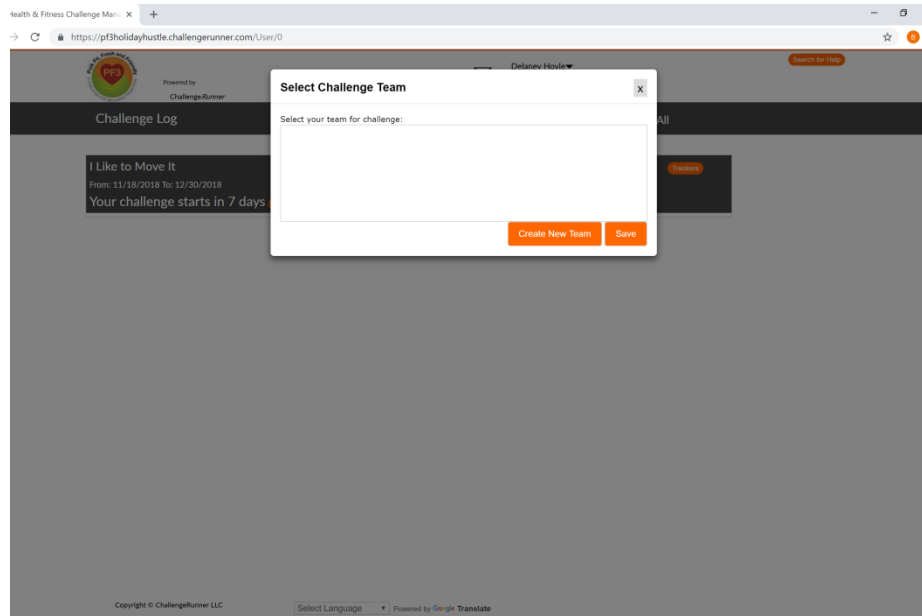 Health & Fitness Challenge Man
https://pf3holidayhustle.challengerunner.com/User/0
8
PF3
Powered by
ChallengeRunner
Delaney Hoyle
Search for Help
Select Challenge Team
x
Challenge Log
All
Select your team for challenge:
I Like to Move It
Trackers
From: 11/18/2018 To: 12/30/2018
Your challenge starts in 7 days
Create New Team
Save
Copyright © ChallengeRunner LLC
Select Language
Powered by Google Translate